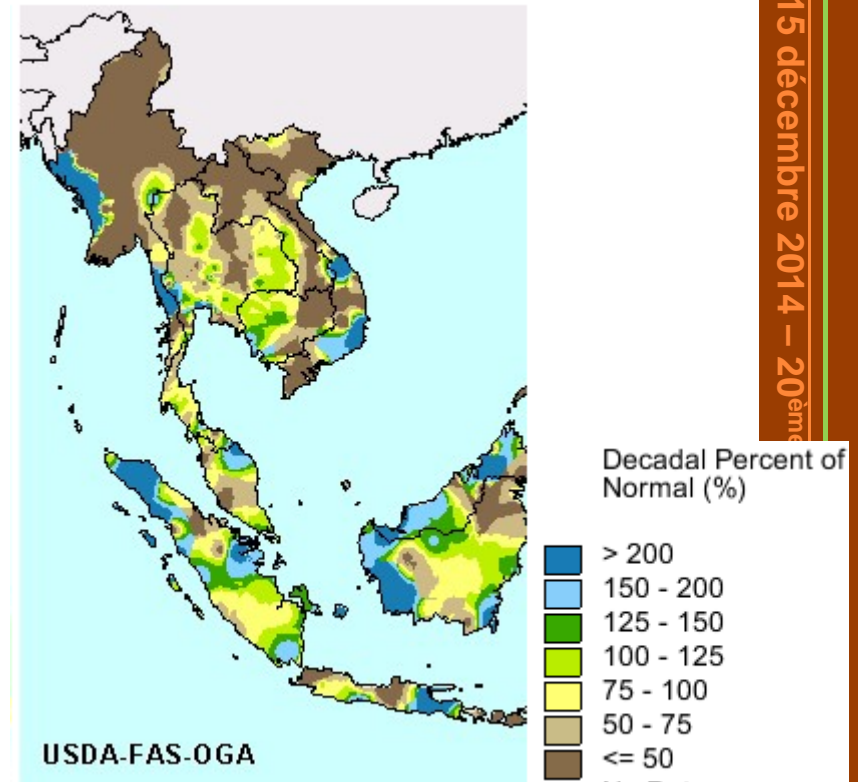 15 décembre 2014 – 20ème
Decadal Percent of
Normal (%)
> 200
150 - 200
125 - 150
100 - 125
75 - 100
50 - 75
<= 50
USDA-FAS-OGA